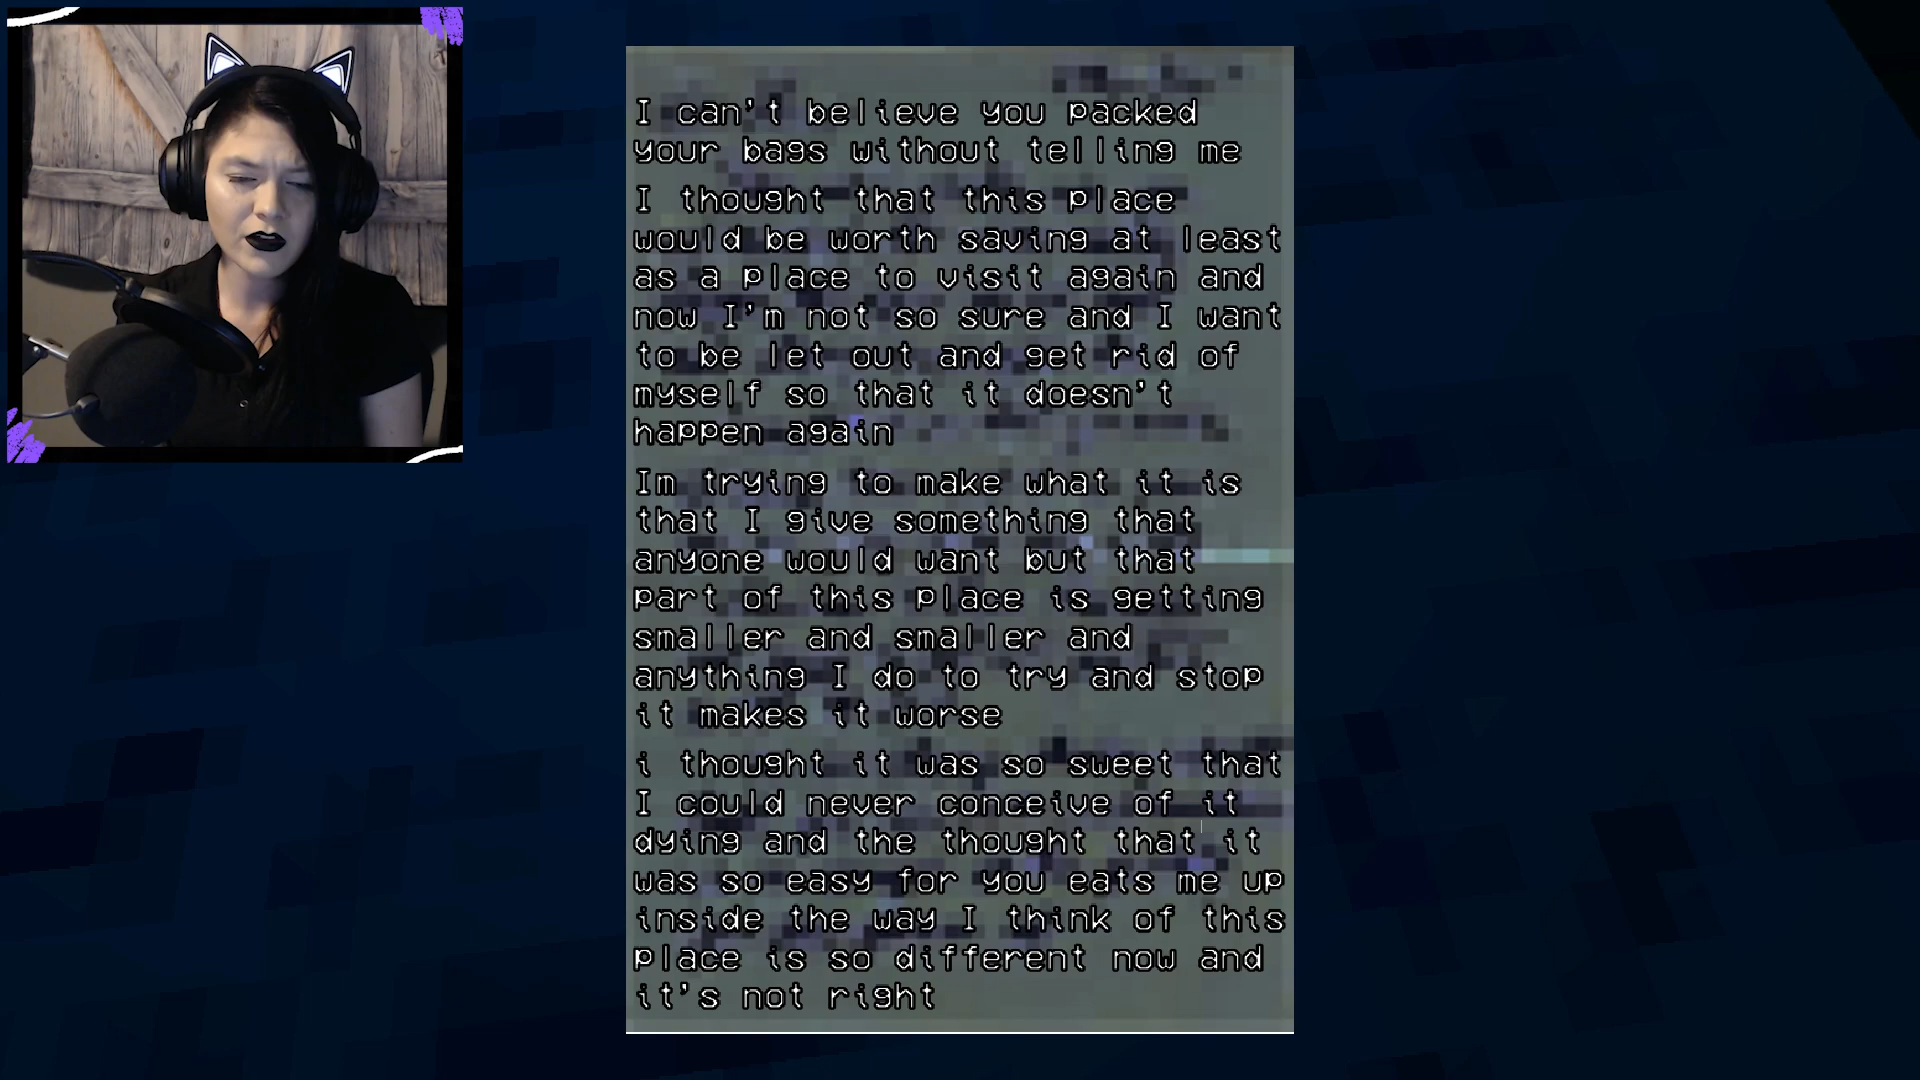 I can't believe you packed
your bags without telling me
I thought that this place
would be worth saving at least
as a place to visit again and
now I'm not so sure and I want
to be let out and get rid of
myself so that it doesn't
happen again
Im trying to make what it is
that I give something that
anyone would want but that
part of this place is getting
smaller and smaller and
anything I do to try and stop
it makes it worse
i thought it was so sweet that
I could never conceive of it
dying and the thought that it
was so easy for you eats me up
inside the way I think of this
place is so different now and
it's not right